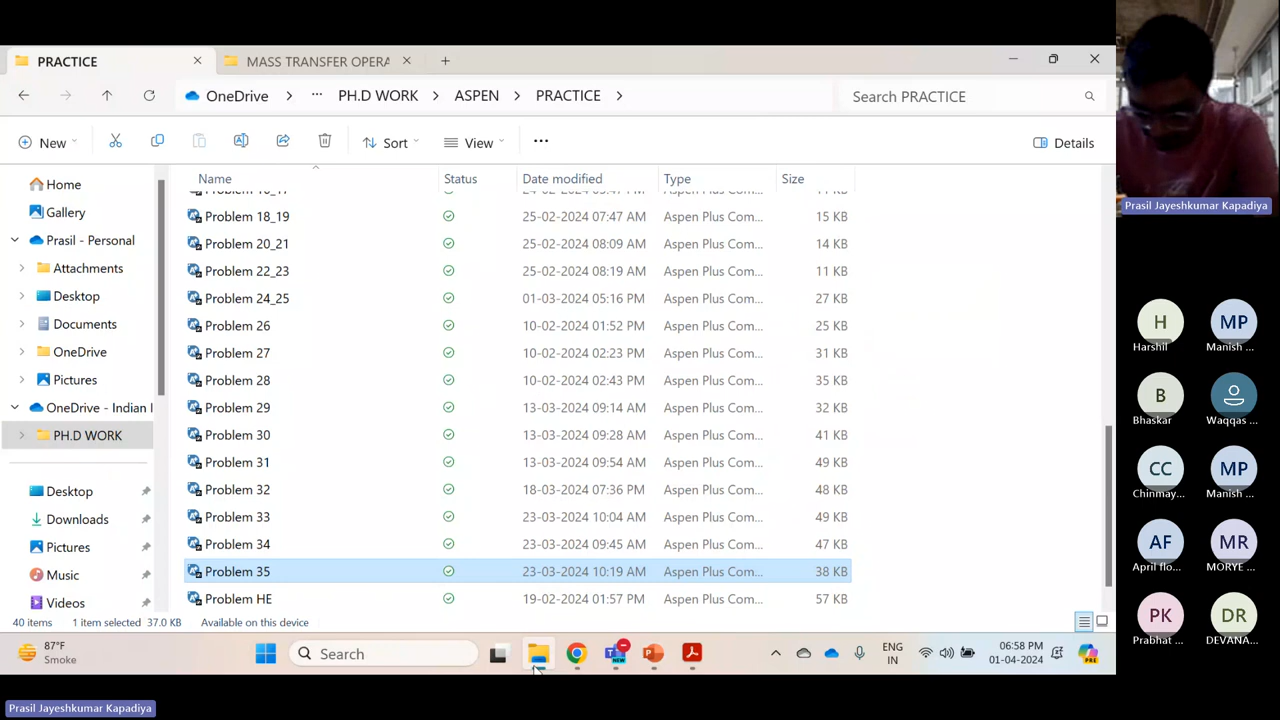 PRACTICE
MASS TRANSFER OPERA
OneDrive
PH.D WORK
ASPEN
PRACTICE
Search PRACTICE
New
Sort
View
Details
Name Status Date modified Type Size
Home
Gallery
Prasil - Personal
Attachments
Desktop
Documents
OneDrive
Pictures
OneDrive - Indian I
PH.D WORK
Desktop
Downloads
Pictures
Music
Videos
Problem 18_19 25-02-2024 07:47 AM Aspen Plus Com... 15 KB
Problem 20_21 25-02-2024 08:09 AM Aspen Plus Com... 14 KB
Problem 22_23 25-02-2024 08:19 AM Aspen Plus Com... 11 KB
Problem 24_25 01-03-2024 05:16 PM Aspen Plus Com... 27 KB
Problem 26 10-02-2024 01:52 PM Aspen Plus Com... 25 KB
Problem 27 10-02-2024 02:23 PM Aspen Plus Com... 31 KB
Problem 28 10-02-2024 02:43 PM Aspen Plus Com... 35 KB
Problem 29 13-03-2024 09:14 AM Aspen Plus Com... 32 KB
Problem 30 13-03-2024 09:28 AM Aspen Plus Com... 41 KB
Problem 31 13-03-2024 09:54 AM Aspen Plus Com... 49 KB
Problem 32 18-03-2024 07:36 PM Aspen Plus Com... 48 KB
Problem 33 23-03-2024 10:04 AM Aspen Plus Com... 49 KB
Problem 34 23-03-2024 09:45 AM Aspen Plus Com... 47 KB
Problem 35 23-03-2024 10:19 AM Aspen Plus Com... 38 KB
Problem HE 19-02-2024 01:57 PM Aspen Plus Com... 57 KB
40 items 1 item selected 37.0 KB Available on this device
87°F
Smoke
Search
NEW
ENG
IN
06:58 PM
01-04-2024
PRE
Prasil Jayeshkumar Kapadiya
Prasil Jayeshkumar Kapadiya
H
Harshil
MP
Manish ...
B
Bhaskar
Waqqas ...
CC
Chinmay...
MP
Manish ...
AF
April flo...
MR
MORYE ...
PK
Prabhat ...
DR
DEVANA...